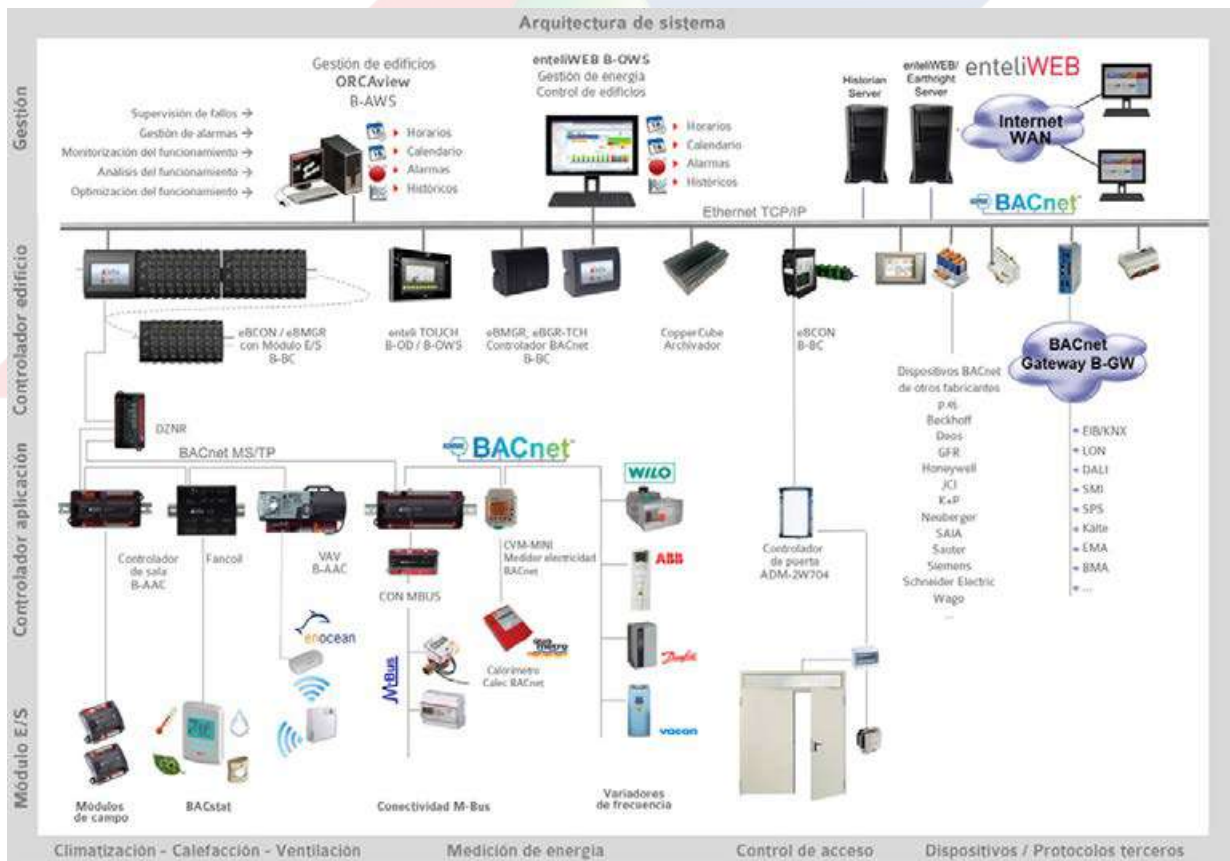 Arquitectura de sistema
Gestión
Supervisión de fallos
Gestión de alarmas
Monitorización del funcionamiento
Análisis del funcionamiento
Optimización del funcionamiento
Gestión de edificios
ORCAview
B-AWS
Horarios
Calendario
Alarmas
Históricos
enteliWEB B-OWS
Gestión de energía
Control de edificios
Horarios
Calendario
Alarmas
Históricos
Historian
Server
enteliWEB/
Earthright
Server
enteliWEB
Internet
WAN
Ethernet TCP/IP
BACnet
Controlador edificio
eBCON / eBMGR
con Módulo E/S
B-BC
enteli TOUCH
B-OD / B-OWS
eBMGR, eBGR-TCH
Controlador BACnet
B-BC
CopperCube
Archivador
eBCON
B-BC
Dispositivos BACnet
de otros fabricantes
p.ej.
Beckhoff
Deos
GFR
Honeywell
JCI
K+P
Neuberger
SAIA
Sauter
Siemens
Schneider Electric
Wago
...
BACnet
Gateway B-GW
EIB/KNX
LON
DALI
SMI
SPS
Kälte
EMA
BMA
...
DZNR
BACnet MS/TP
BACnet
Controlador aplicación
Controlador
de sala
B-AAC
Fancoil
VAV
B-AAC
CON MBUS
CVM-MINI
Medidor electricidad
BACnet
WILO
ABB
Danfoss
vacon
Controlador
de puerta
ADM-2W704
enocean
M-Bus
aquametro
Calorímetro
Calec BACnet
Módulo E/S
Módulos
de campo
BACstat
Conectividad M-Bus
Variadores
de frecuencia
Climatización - Calefacción - Ventilación
Medición de energía
Control de acceso
Dispositivos / Protocolos terceros